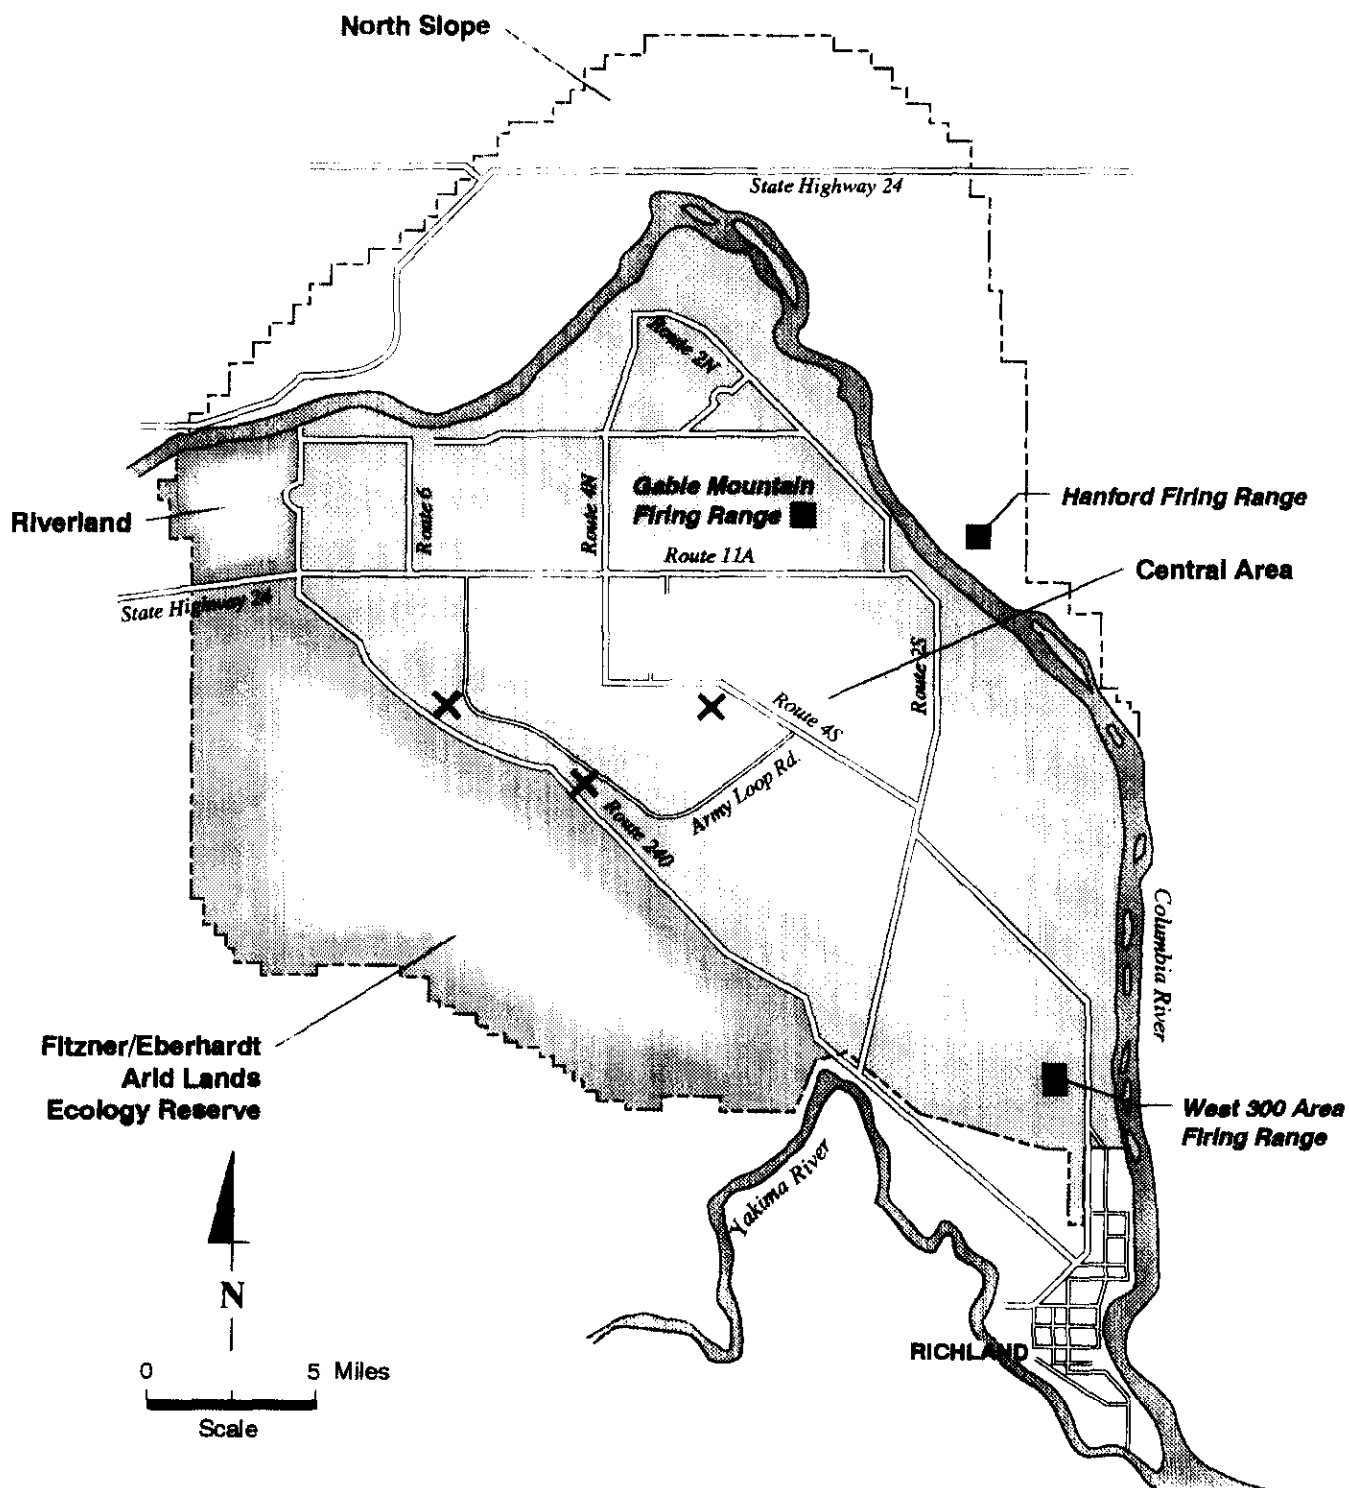 North Slope
State Highway 24
Route 2N
Gable Mountain
Firing Range
Hanford Firing Range
Riverland
Route 6
Route 4N
Route 11A
Central Area
State Highway 24
Route 2S
Route 4S
Army Loop Rd.
Route 240
Columbia River
Fitzner/Eberhardt
Arid Lands
Ecology Reserve
West 300 Area
Firing Range
Yakima River
N
RICHLAND
0 5 Miles
Scale